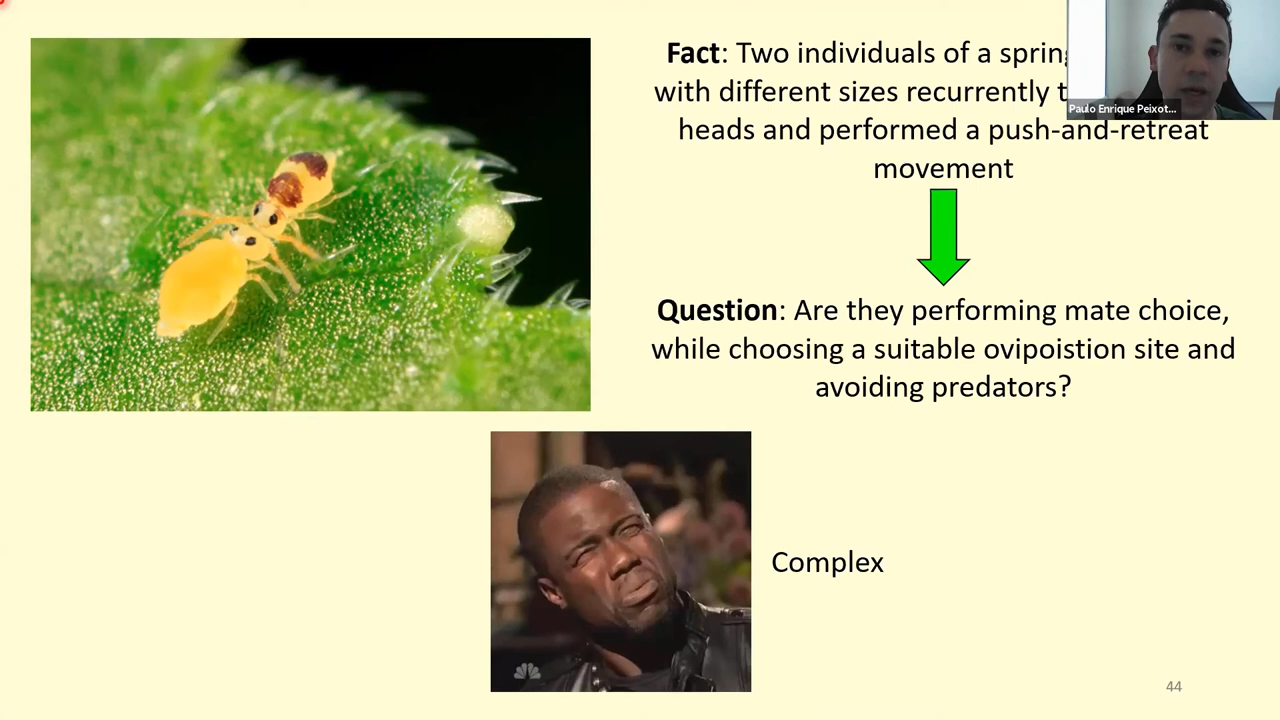 Fact: Two individuals of a spring
with different sizes recurrently t
Paulo Enrique Peixot...
heads and performed a push-and-retreat
movement
Question: Are they performing mate choice,
while choosing a suitable ovipoistion site and
avoiding predators?
Complex
44